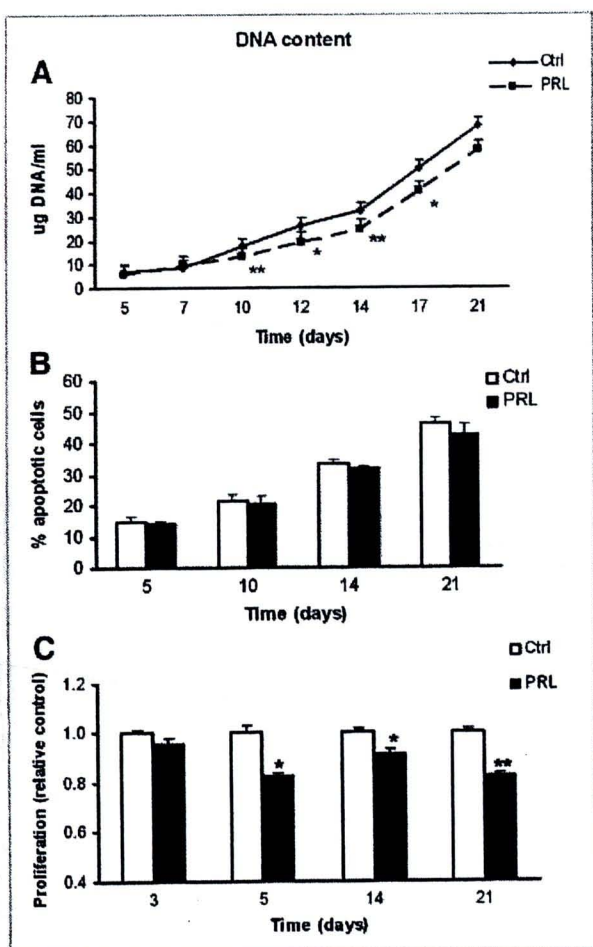 DNA content
A
Ctrl
PRL
ug DNA/ml
80
70
60
50
40
30
20
10
0
**
*
**
*
5 7 10 12 14 17 21
Time (days)
B
Ctrl
PRL
% apoptotic cells
60
50
40
30
20
10
0
5 10 14 21
Time (days)
C
Ctrl
PRL
Proliferation (relative control)
1.2
1.0
0.8
0.6
0.4
*
*
**
3 5 14 21
Time (days)